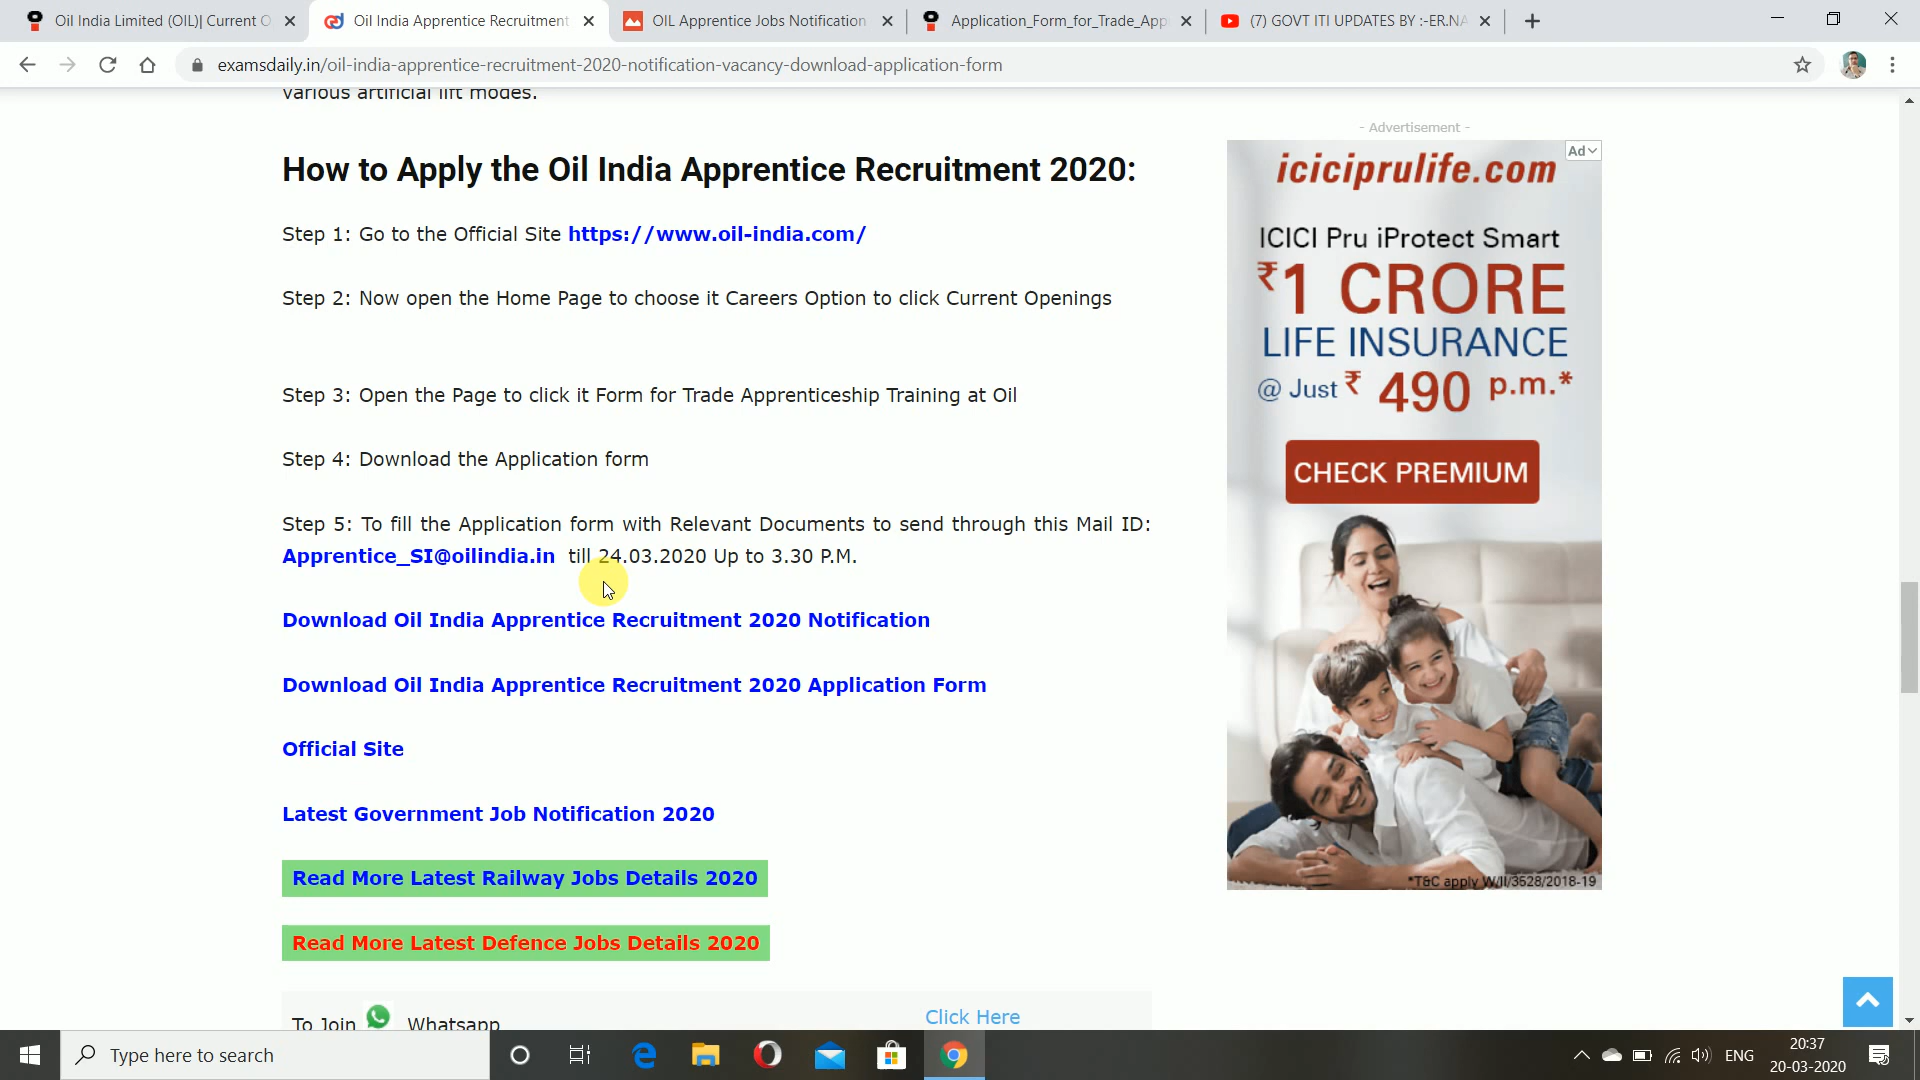 Oil India Limited (OIL)| Current O
Oil India Apprentice Recruitment
OIL Apprentice Jobs Notification
Application_Form_for_Trade_App
(7) GOVT ITI UPDATES BY :-ER.NA
examsdaily.in/oil-india-apprentice-recruitment-2020-notification-vacancy-download-application-form
various artificial lift modes.
How to Apply the Oil India Apprentice Recruitment 2020:
Step 1: Go to the Official Site https://www.oil-india.com/
Step 2: Now open the Home Page to choose it Careers Option to click Current Openings
Step 3: Open the Page to click it Form for Trade Apprenticeship Training at Oil
Step 4: Download the Application form
Step 5: To fill the Application form with Relevant Documents to send through this Mail ID:
Apprentice_SI@oilindia.in till 24.03.2020 Up to 3.30 P.M.
Download Oil India Apprentice Recruitment 2020 Notification
Download Oil India Apprentice Recruitment 2020 Application Form
Official Site
Latest Government Job Notification 2020
Read More Latest Railway Jobs Details 2020
Read More Latest Defence Jobs Details 2020
To Join Whatsapp
Click Here
- Advertisement -
Ad
iciciprulife.com
ICICI Pru iProtect Smart
₹1 CRORE
LIFE INSURANCE
@ Just ₹ 490 p.m.*
CHECK PREMIUM
*T&C apply W/II/3528/2018-19
Type here to search
ENG
20:37
20-03-2020